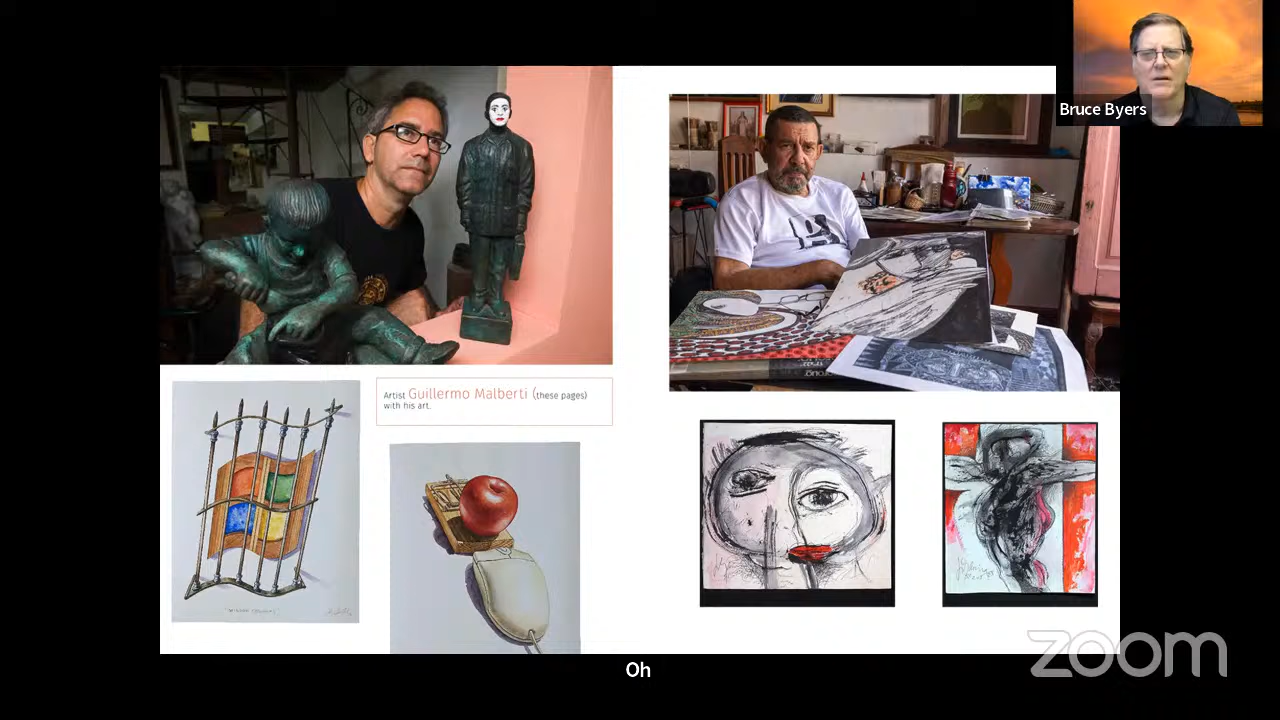 Bruce Byers
Artist Guillermo Malberti (these pages)
with his art.
zoom
Oh